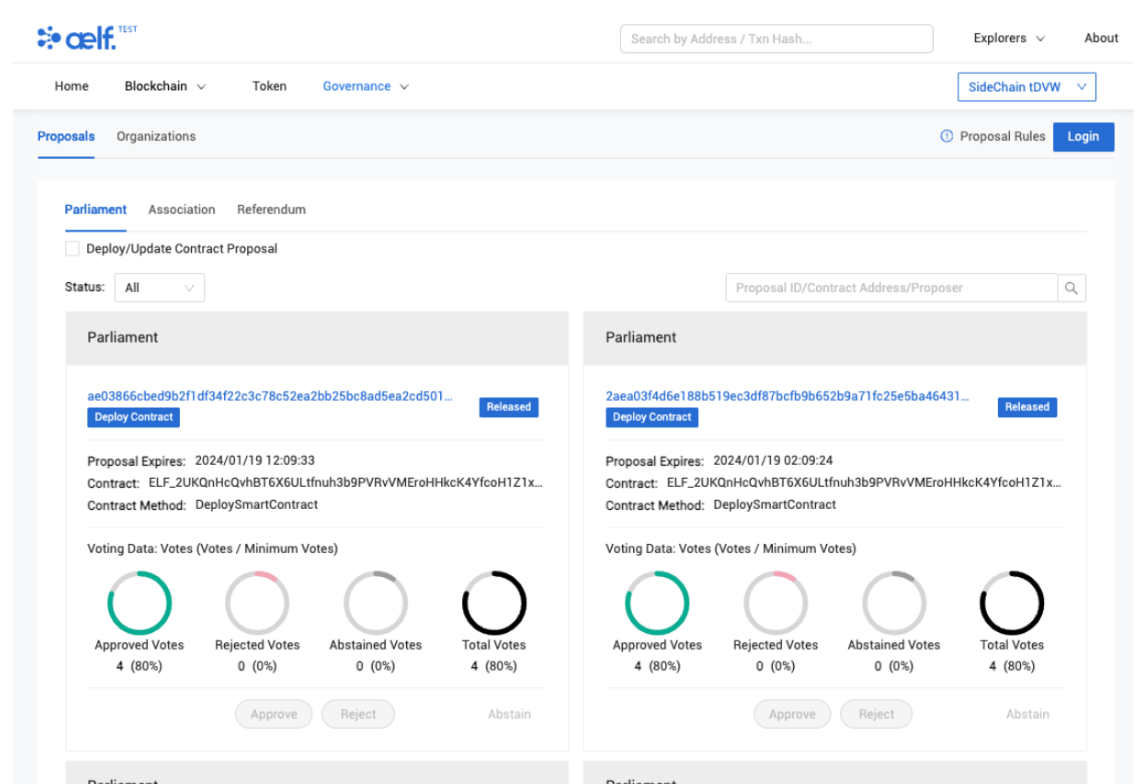 ælf. TEST
Search by Address / Txn Hash...
Explorers
About
Home
Blockchain
Token
Governance
SideChain tDVW
Proposals
Organizations
Proposal Rules
Login
Parliament
Association
Referendum
Deploy/Update Contract Proposal
Status:
All
Proposal ID/Contract Address/Proposer
Parliament
ae03866cbed9b2f1df34f22c3c78c52ea2bb25bc8ad5ea2cd501...
Released
Deploy Contract
Proposal Expires: 2024/01/19 12:09:33
Contract: ELF_2UKQnHcQvhBT6X6ULtfnuh3b9PVRvVMEroHHkcK4YfcoH1Z1x...
Contract Method: DeploySmartContract
Voting Data: Votes (Votes / Minimum Votes)
Approved Votes
4 (80%)
Rejected Votes
0 (0%)
Abstained Votes
0 (0%)
Total Votes
4 (80%)
Approve
Reject
Abstain
Parliament
2aea03f4d6e188b519ec3df87bcfb9b652b9a71fc25e5ba46431...
Released
Deploy Contract
Proposal Expires: 2024/01/19 02:09:24
Contract: ELF_2UKQnHcQvhBT6X6ULtfnuh3b9PVRvVMEroHHkcK4YfcoH1Z1x...
Contract Method: DeploySmartContract
Voting Data: Votes (Votes / Minimum Votes)
Approved Votes
4 (80%)
Rejected Votes
0 (0%)
Abstained Votes
0 (0%)
Total Votes
4 (80%)
Approve
Reject
Abstain
Parliament
Parliament